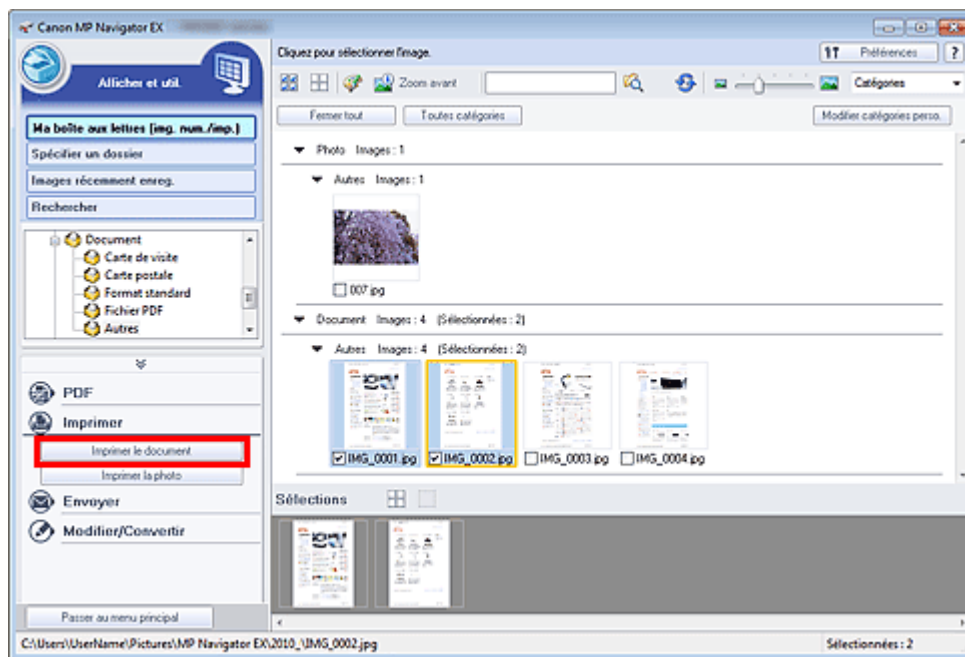 Canon MP Navigator EX
Afficher et util.
Ma boîte aux lettres (img. num./imp.)
Spécifier un dossier
Images récemment enreg.
Rechercher
Document
Carte de visite
Carte postale
Format standard
Fichier PDF
Autres
PDF
Imprimer
Imprimer le document
Imprimer la photo
Envoyer
Modifier/Convertir
Passer au menu principal
Cliquez pour sélectionner l'image.
Préférences
?
Zoom avant
Catégories
Fermer tout
Toutes catégories
Modifier catégories perso.
Photo Images : 1
Autres Images : 1
007.jpg
Document Images : 4 (Sélectionnées : 2)
Autres Images : 4 (Sélectionnées : 2)
IMG_0001.jpg
IMG_0002.jpg
IMG_0003.jpg
IMG_0004.jpg
Sélections
C:\Users\UserName\Pictures\MP Navigator EX\2010_\IMG_0002.jpg
Sélectionnées : 2